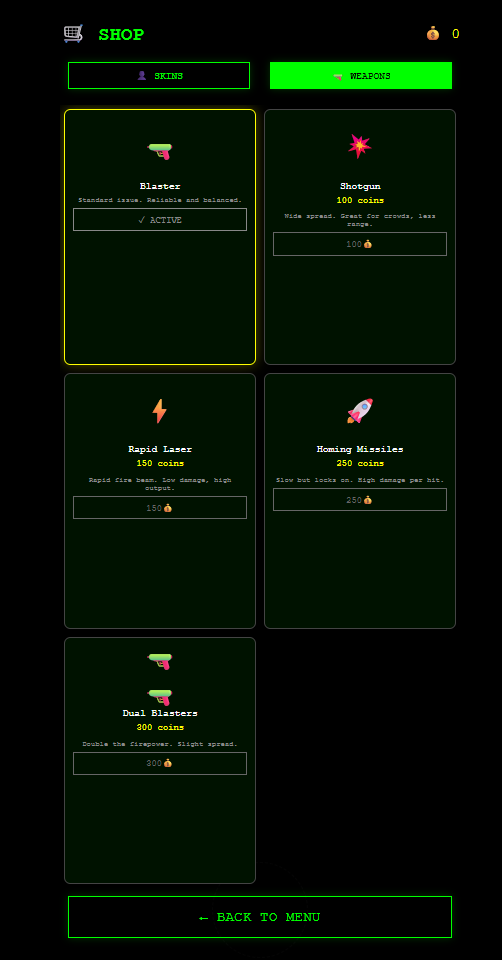 SHOP
0
SKINS
WEAPONS
Blaster
Standard issue. Reliable and balanced.
✓ ACTIVE
Shotgun
100 coins
Wide spread. Great for crowds, less
range.
100
Rapid Laser
150 coins
Rapid fire beam. Low damage, high
output.
150
Homing Missiles
250 coins
Slow but locks on. High damage per hit.
250
Dual Blasters
300 coins
Double the firepower. Slight spread.
300
← BACK TO MENU